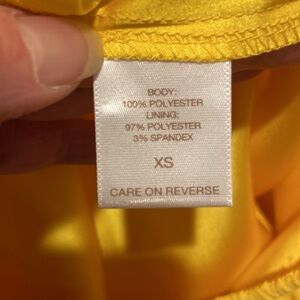 BODY:
100% POLYESTER
LINING:
97% POLYESTER
3% SPANDEX
XS
CARE ON REVERSE